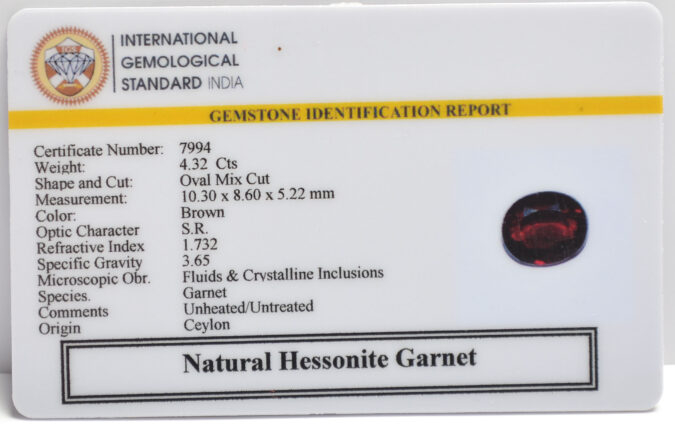 IGS
INTERNATIONAL
GEMOLOGICAL
STANDARD INDIA
GEMSTONE IDENTIFICATION REPORT
Certificate Number: 7994
Weight: 4.32 Cts
Shape and Cut: Oval Mix Cut
Measurement: 10.30 x 8.60 x 5.22 mm
Color: Brown
Optic Character S.R.
Refractive Index 1.732
Specific Gravity 3.65
Microscopic Obr. Fluids & Crystalline Inclusions
Species. Garnet
Comments Unheated/Untreated
Origin Ceylon
Natural Hessonite Garnet